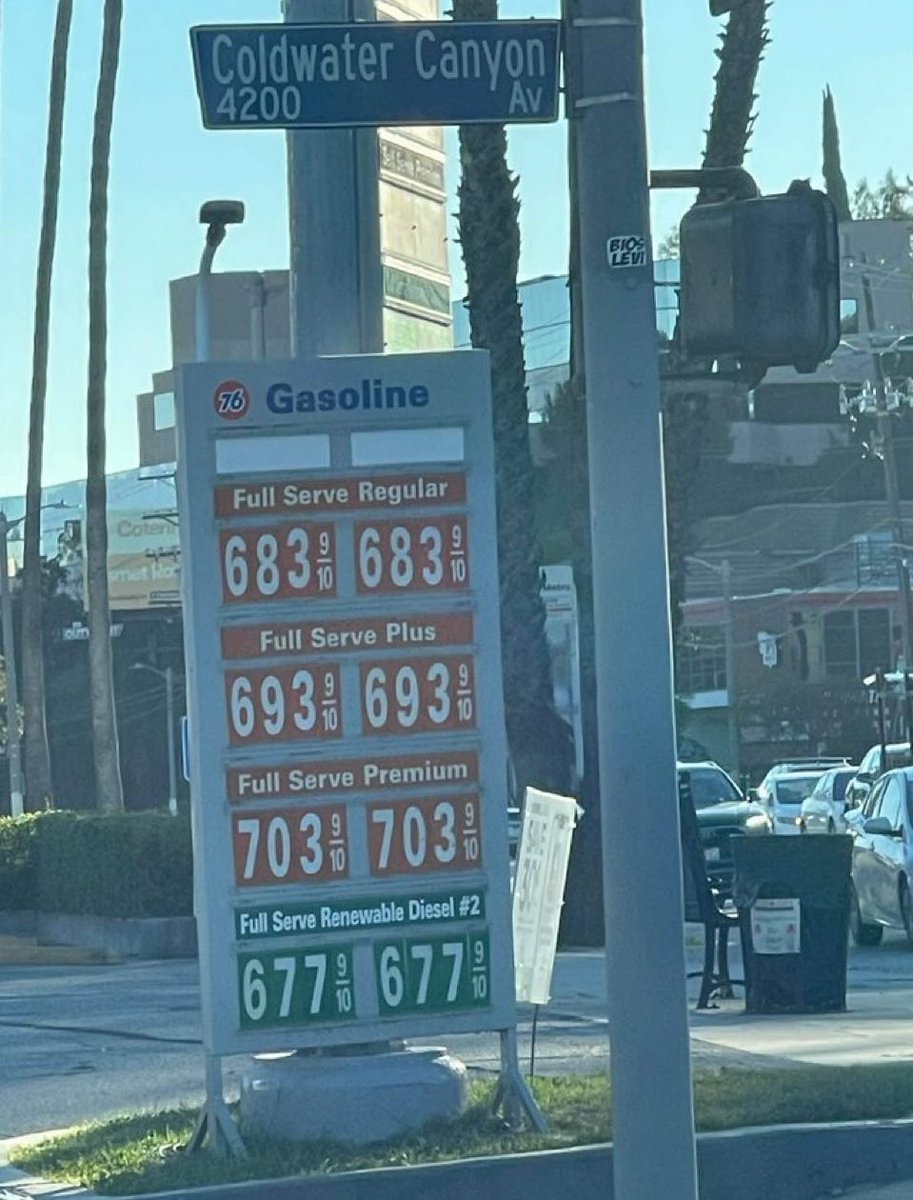 Coldwater Canyon
4200 Av
BIOS
LEVI
76 Gasoline
Full Serve Regular
683 9/10 683 9/10
Full Serve Plus
693 9/10 693 9/10
Full Serve Premium
703 9/10 703 9/10
Full Serve Renewable Diesel #2
677 9/10 677 9/10
Metro